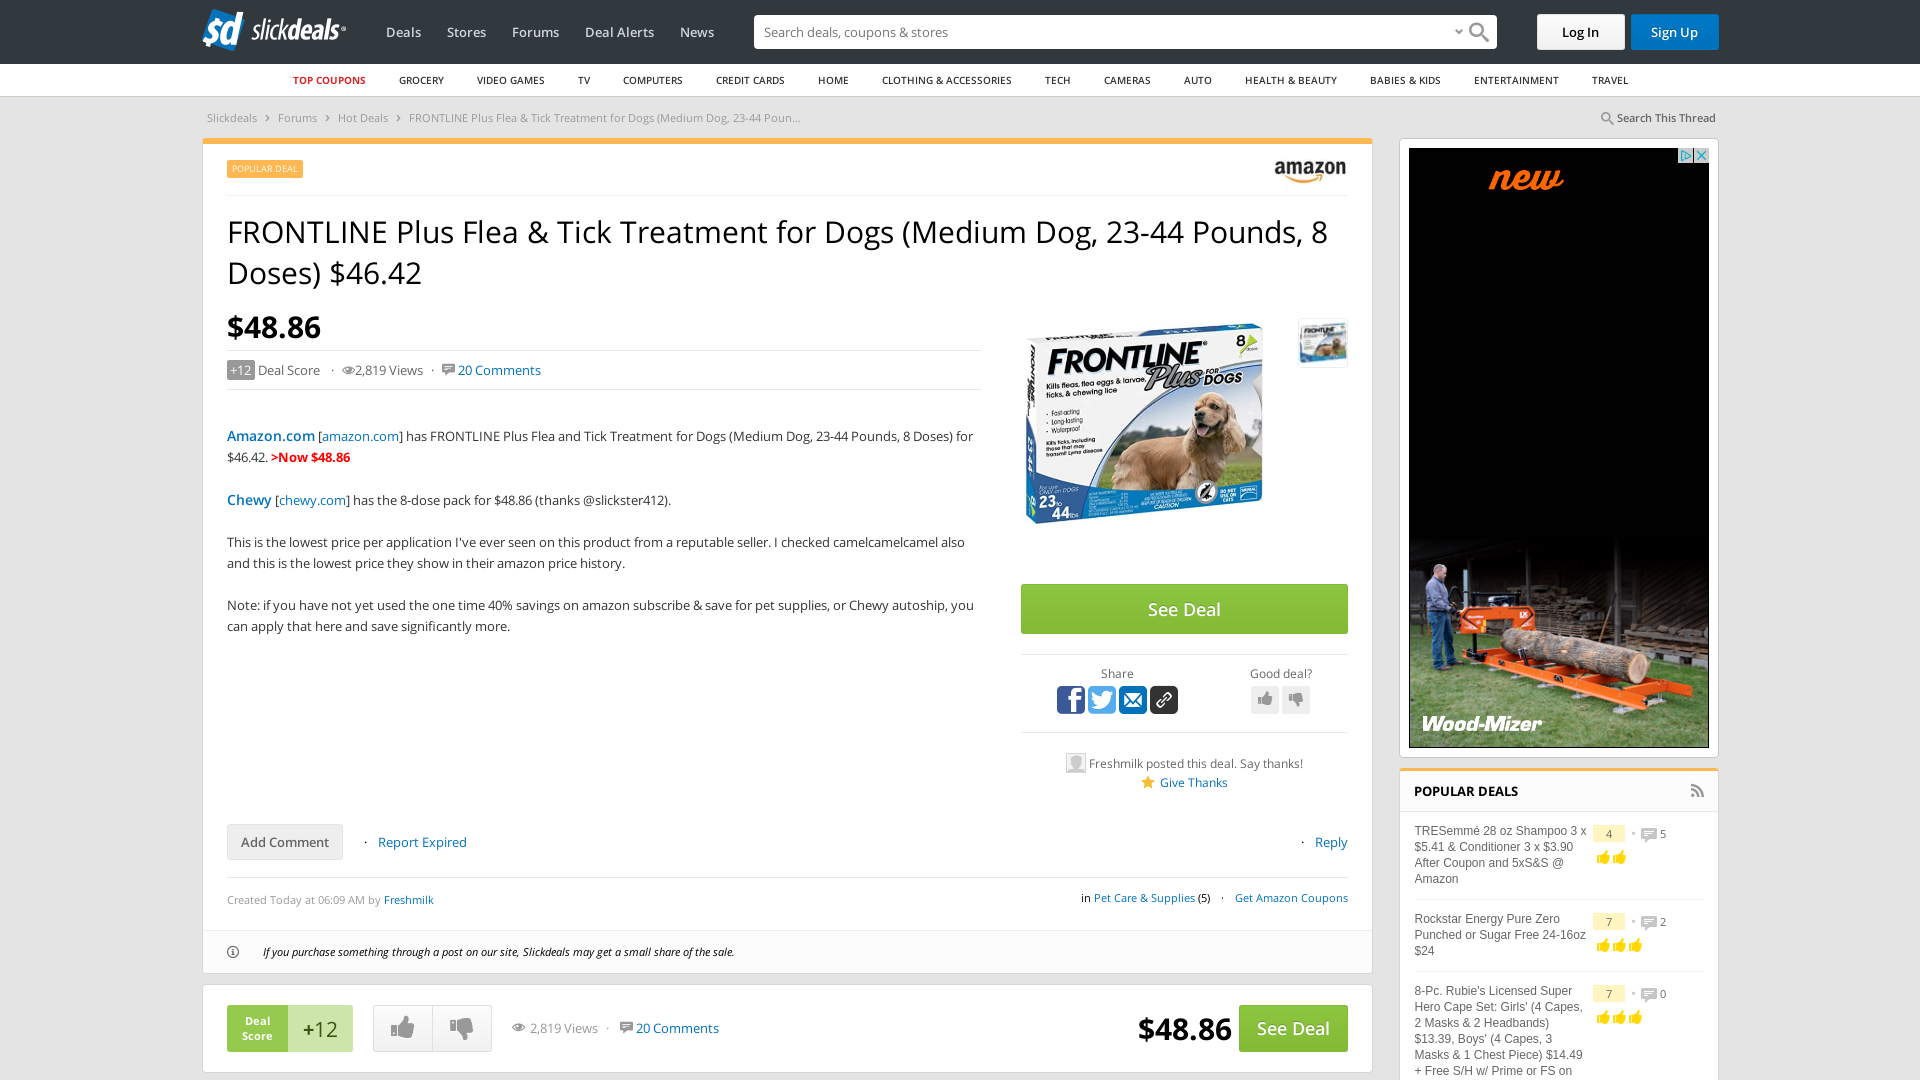 slickdeals
Deals
Stores
Forums
Deal Alerts
News
Search deals, coupons & stores
Log In
Sign Up
TOP COUPONS
GROCERY
VIDEO GAMES
TV
COMPUTERS
CREDIT CARDS
HOME
CLOTHING & ACCESSORIES
TECH
CAMERAS
AUTO
HEALTH & BEAUTY
BABIES & KIDS
ENTERTAINMENT
TRAVEL
Slickdeals › Forums › Hot Deals › FRONTLINE Plus Flea & Tick Treatment for Dogs (Medium Dog, 23-44 Poun...
Search This Thread
POPULAR DEAL
amazon
FRONTLINE Plus Flea & Tick Treatment for Dogs (Medium Dog, 23-44 Pounds, 8
Doses) $46.42
$48.86
+12 Deal Score · 2,819 Views · 20 Comments
Amazon.com [amazon.com] has FRONTLINE Plus Flea and Tick Treatment for Dogs (Medium Dog, 23-44 Pounds, 8 Doses) for
$46.42. >Now $48.86
Chewy [chewy.com] has the 8-dose pack for $48.86 (thanks @slickster412).
This is the lowest price per application I've ever seen on this product from a reputable seller. I checked camelcamelcamel also
and this is the lowest price they show in their amazon price history.
Note: if you have not yet used the one time 40% savings on amazon subscribe & save for pet supplies, or Chewy autoship, you
can apply that here and save significantly more.
8 doses
FRONTLINE
Plus FOR DOGS
Kills fleas, flea eggs & larvae,
ticks, & chewing lice
· Fast-acting
· Long-lasting
· Waterproof
Kills ticks, including
those that may
transmit Lyme disease
23 to
44 lbs
CAUTION
See Deal
Share
Good deal?
Freshmilk posted this deal. Say thanks!
Give Thanks
Add Comment
· Report Expired
· Reply
Created Today at 06:09 AM by Freshmilk
in Pet Care & Supplies (5) · Get Amazon Coupons
If you purchase something through a post on our site, Slickdeals may get a small share of the sale.
Deal
Score
+12
2,819 Views · 20 Comments
$48.86
See Deal
new
Wood-Mizer
POPULAR DEALS
TRESemmé 28 oz Shampoo 3 x
$5.41 & Conditioner 3 x $3.90
After Coupon and 5xS&S @
Amazon
4 · 5
Rockstar Energy Pure Zero
Punched or Sugar Free 24-16oz
$24
7 · 2
8-Pc. Rubie's Licensed Super
Hero Cape Set: Girls' (4 Capes,
2 Masks & 2 Headbands)
$13.39, Boys' (4 Capes, 3
Masks & 1 Chest Piece) $14.49
+ Free S/H w/ Prime or FS on
7 · 0